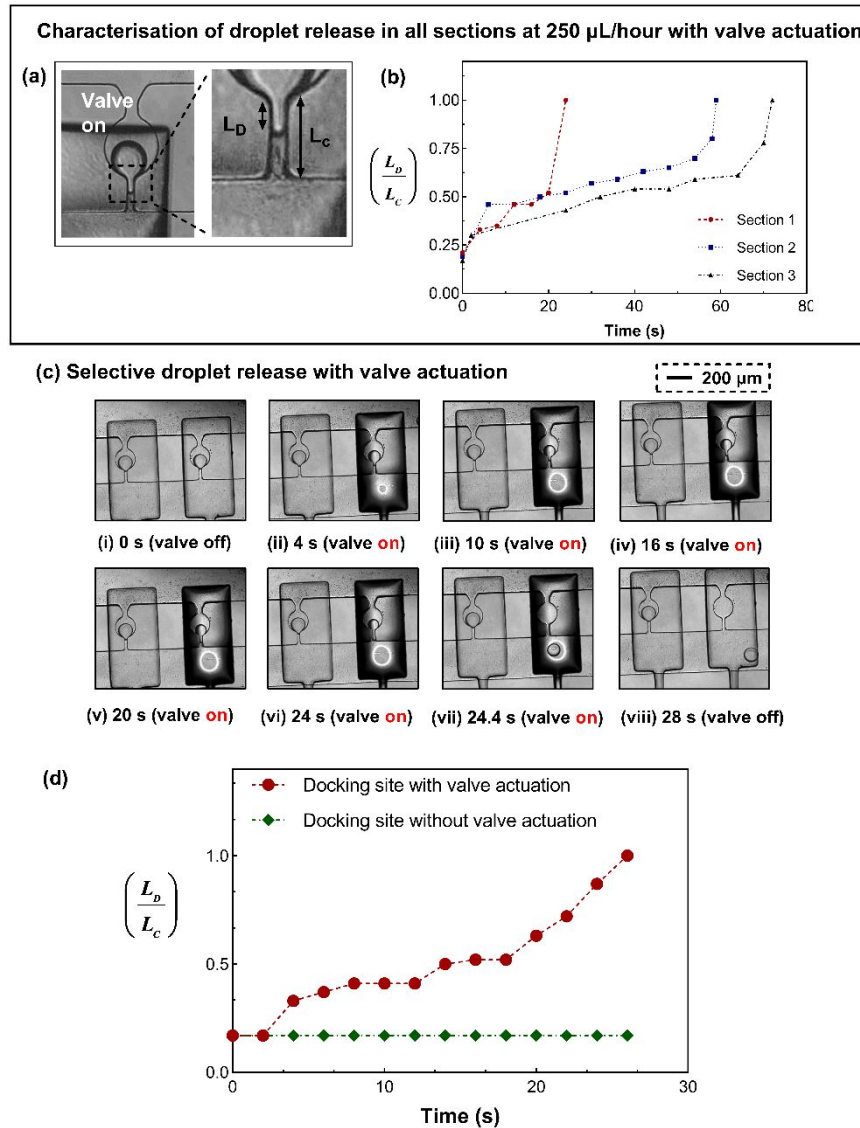 Characterisation of droplet release in all sections at 250 µL/hour with valve actuation
(a)
Valve
on
L_D
L_c
(b)
1.00
0.75
0.50
0.25
0.00
(L_D/L_C)
Section 1
Section 2
Section 3
0 20 40 60 80
Time (s)
(c) Selective droplet release with valve actuation
200 µm
(i) 0 s (valve off) (ii) 4 s (valve on) (iii) 10 s (valve on) (iv) 16 s (valve on)
(v) 20 s (valve on) (vi) 24 s (valve on) (vii) 24.4 s (valve on) (viii) 28 s (valve off)
(d)
Docking site with valve actuation
Docking site without valve actuation
1.0
0.5
0.0
(L_D/L_C)
0 10 20 30
Time (s)